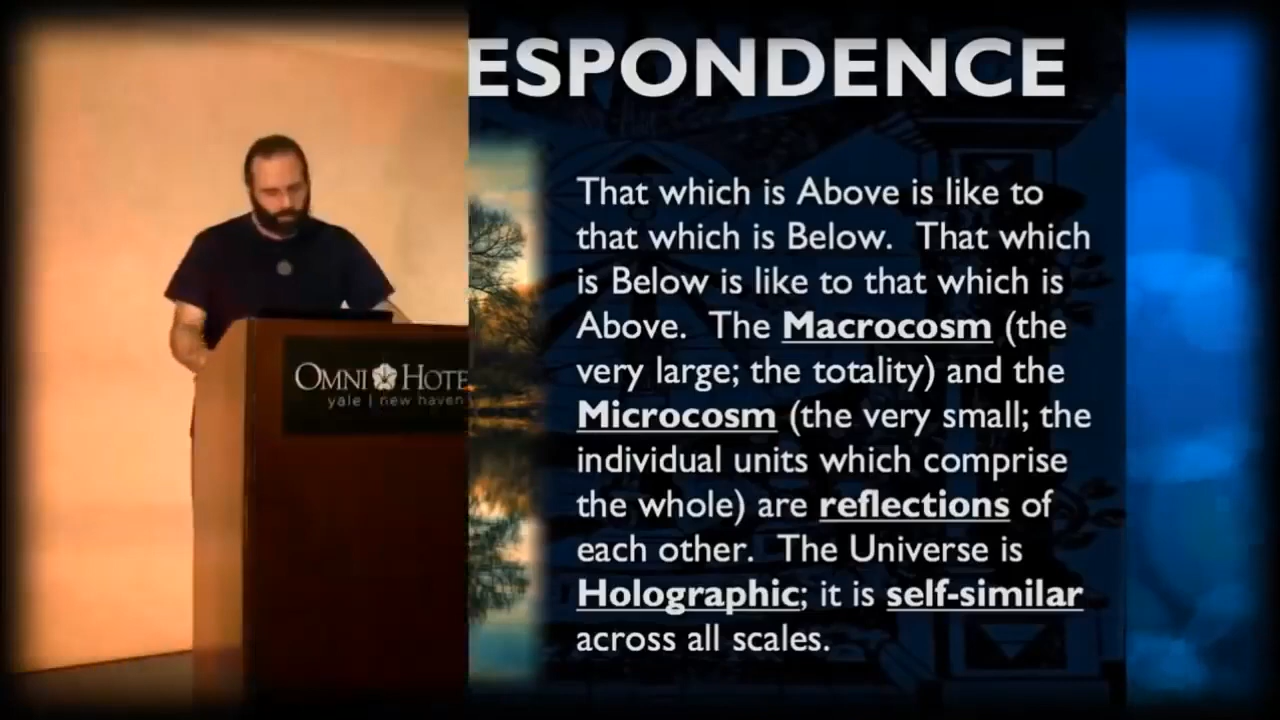 ESPONDENCE
That which is Above is like to
that which is Below. That which
is Below is like to that which is
Above. The Macrocosm (the
very large; the totality) and the
Microcosm (the very small; the
individual units which comprise
the whole) are reflections of
each other. The Universe is
Holographic; it is self-similar
across all scales.
OMNI HOTE
yale | new haven